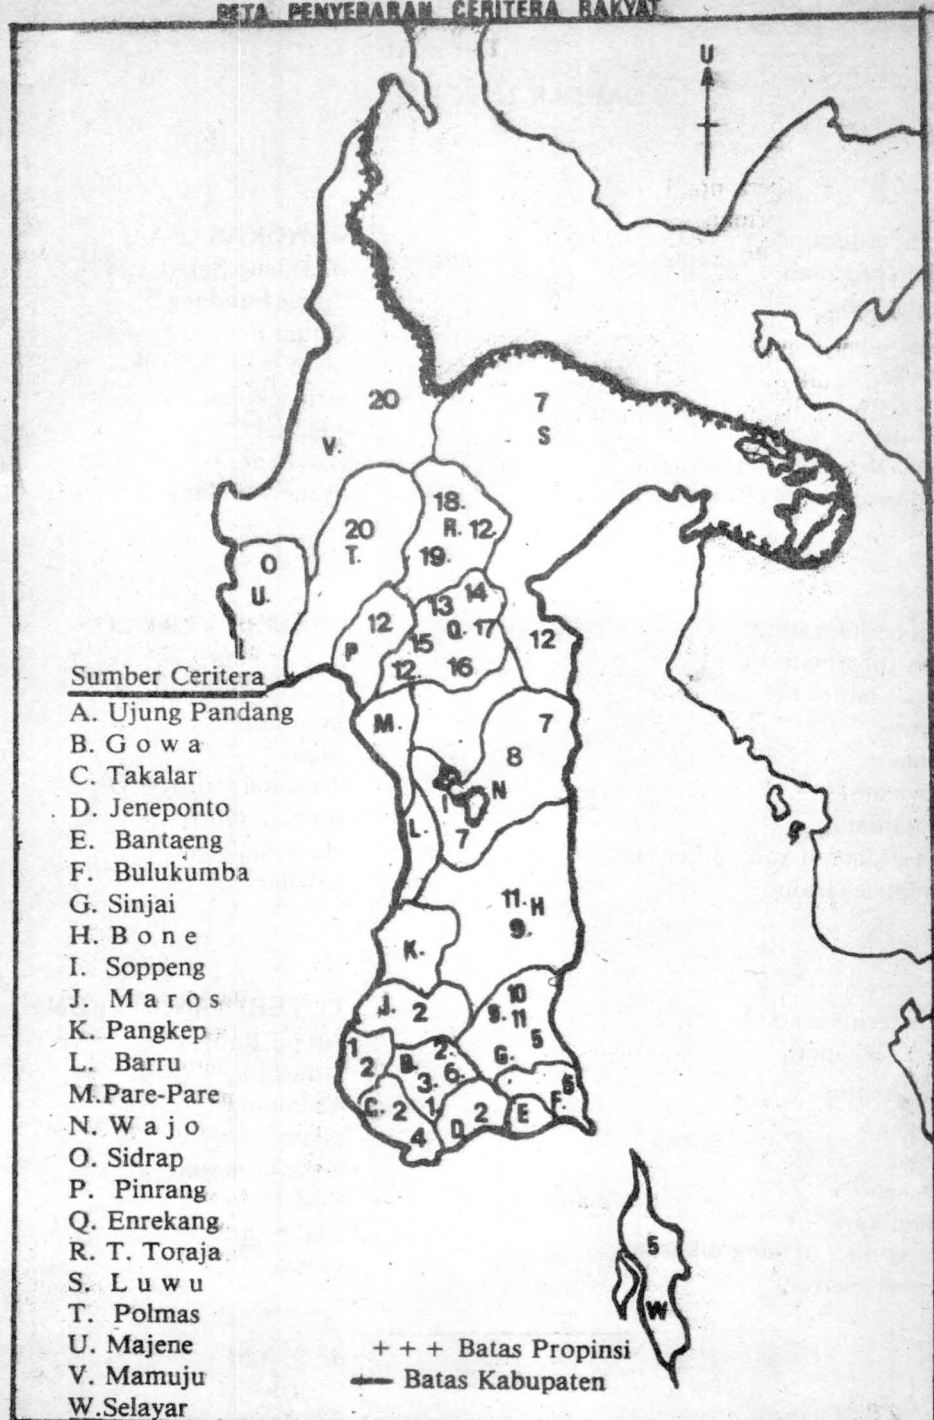 PETA PENYEBARAN CERITERA RAKYAT
U
20
7
V.
S
18.
R. 12.
20
T.
19.
O
U.
14
13
12
Q. 17
15
12
P
16
12.
M.
7
8
N
I
L.
7
11. H
9.
K.
10
J.
2
8. 11
5
1
2
B.
2.
G.
3.
6.
6
C. 2
1
2
E
F.
4
D
5
W
Sumber Ceritera
A. Ujung Pandang
B. G o w a
C. Takalar
D. Jeneponto
E. Bantaeng
F. Bulukumba
G. Sinjai
H. B o n e
I. Soppeng
J. M a r o s
K. Pangkep
L. Barru
M.Pare-Pare
N. W a j o
O. Sidrap
P. Pinrang
Q. Enrekang
R. T. Toraja
S. L u w u
T. Polmas
U. Majene
V. Mamuju
W.Selayar
+ + + Batas Propinsi
Batas Kabupaten